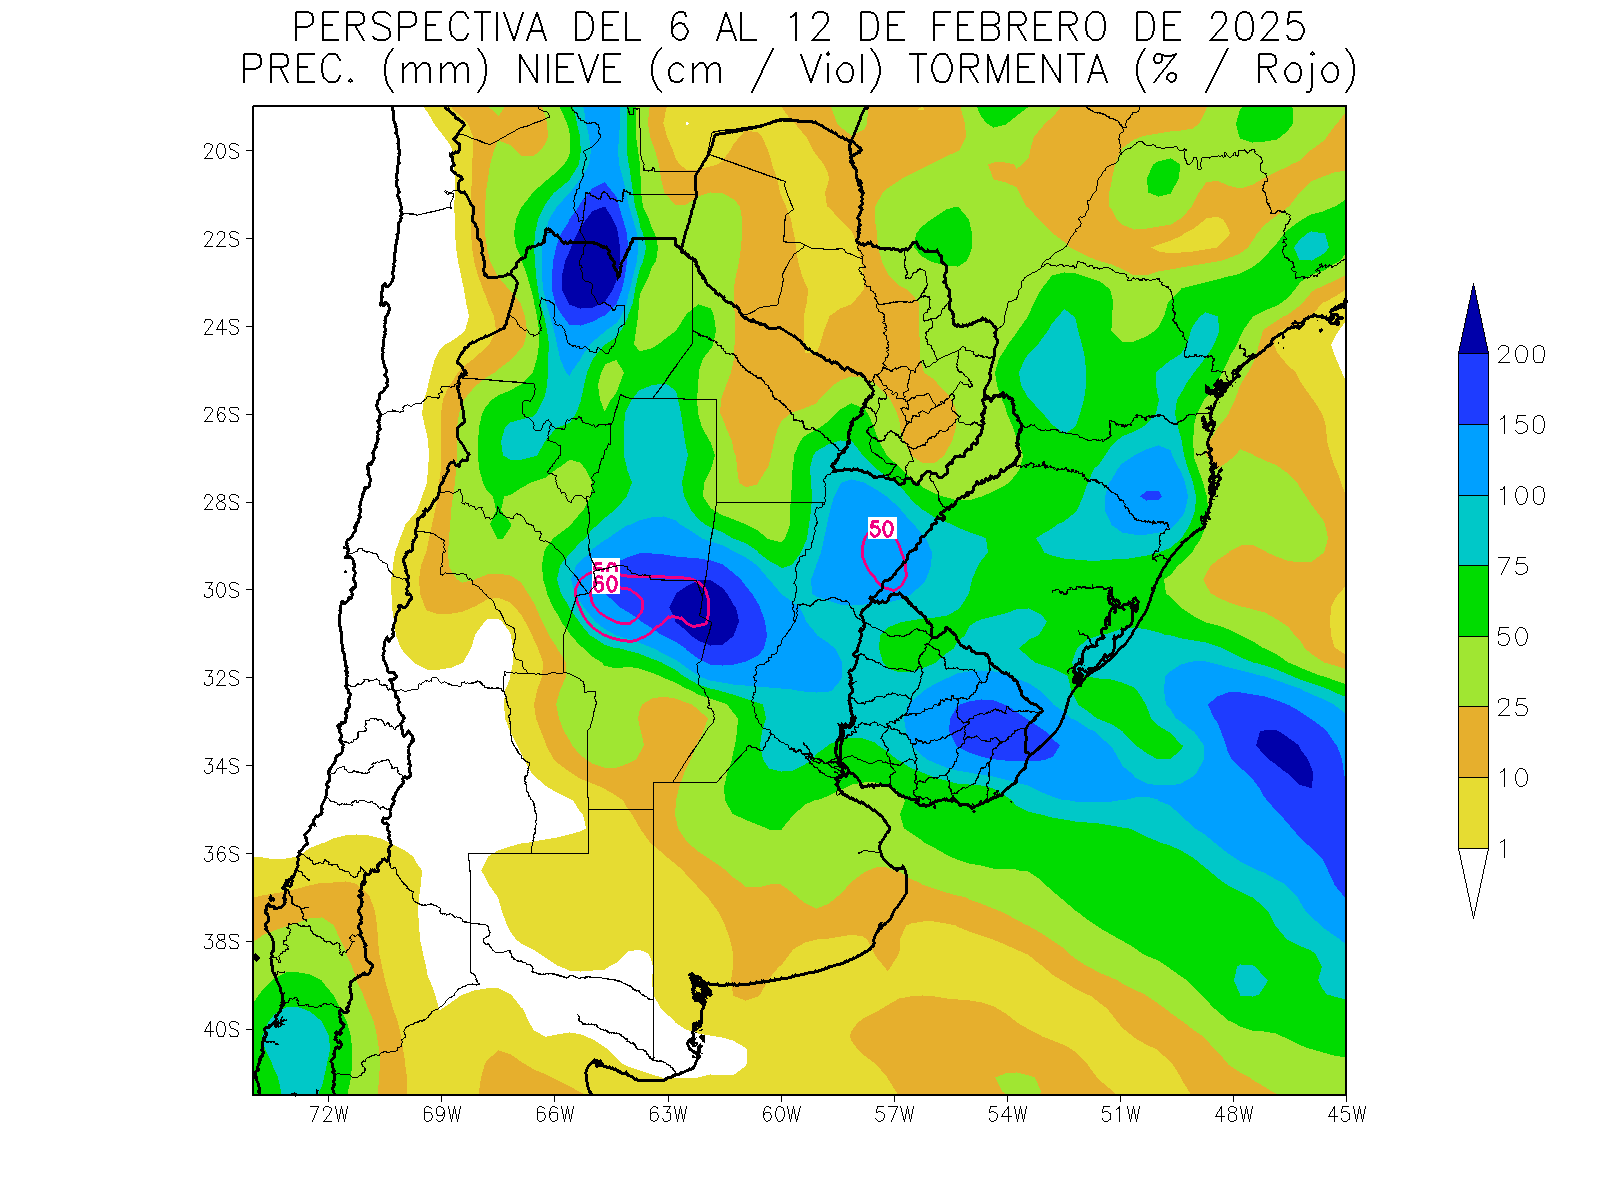 PERSPECTIVA DEL 6 AL 12 DE FEBRERO DE 2025
PREC. (mm) NIEVE (cm / Viol) TORMENTA (% / Rojo)
20S
22S
24S
26S
28S
30S
32S
34S
36S
38S
40S
50
50
60
72W 69W 66W 63W 60W 57W 54W 51W 48W 45W
200
150
100
75
50
25
10
1